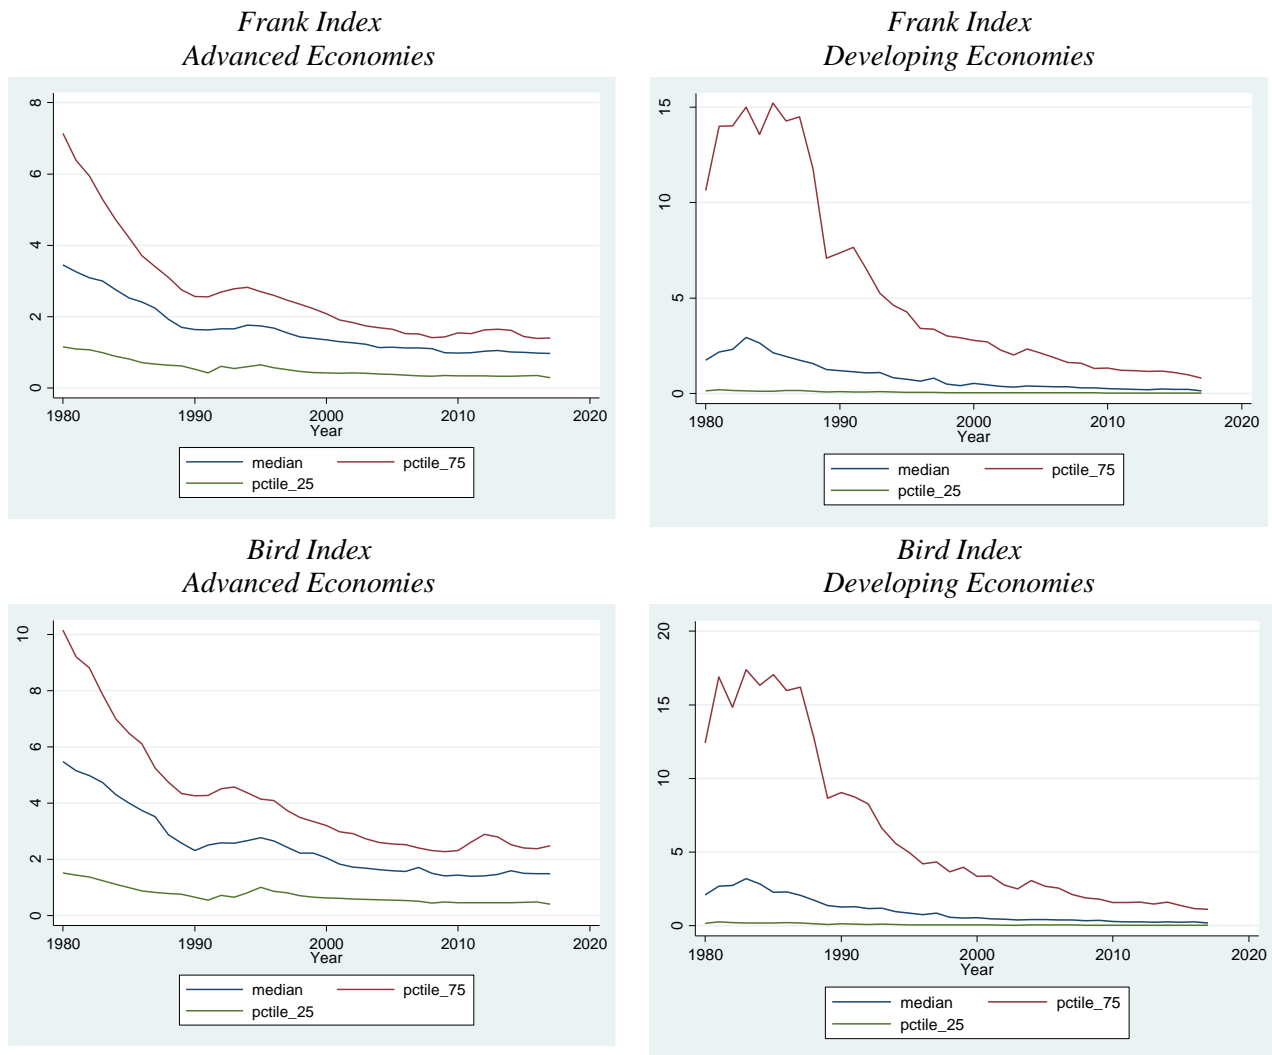 Frank Index
Advanced Economies
8
6
4
2
0
1980
1990
2000
2010
2020
Year
median
pctile_75
pctile_25
Frank Index
Developing Economies
15
10
5
0
1980
1990
2000
2010
2020
Year
median
pctile_75
pctile_25
Bird Index
Advanced Economies
10
8
6
4
2
0
1980
1990
2000
2010
2020
Year
median
pctile_75
pctile_25
Bird Index
Developing Economies
20
15
10
5
0
1980
1990
2000
2010
2020
Year
median
pctile_75
pctile_25